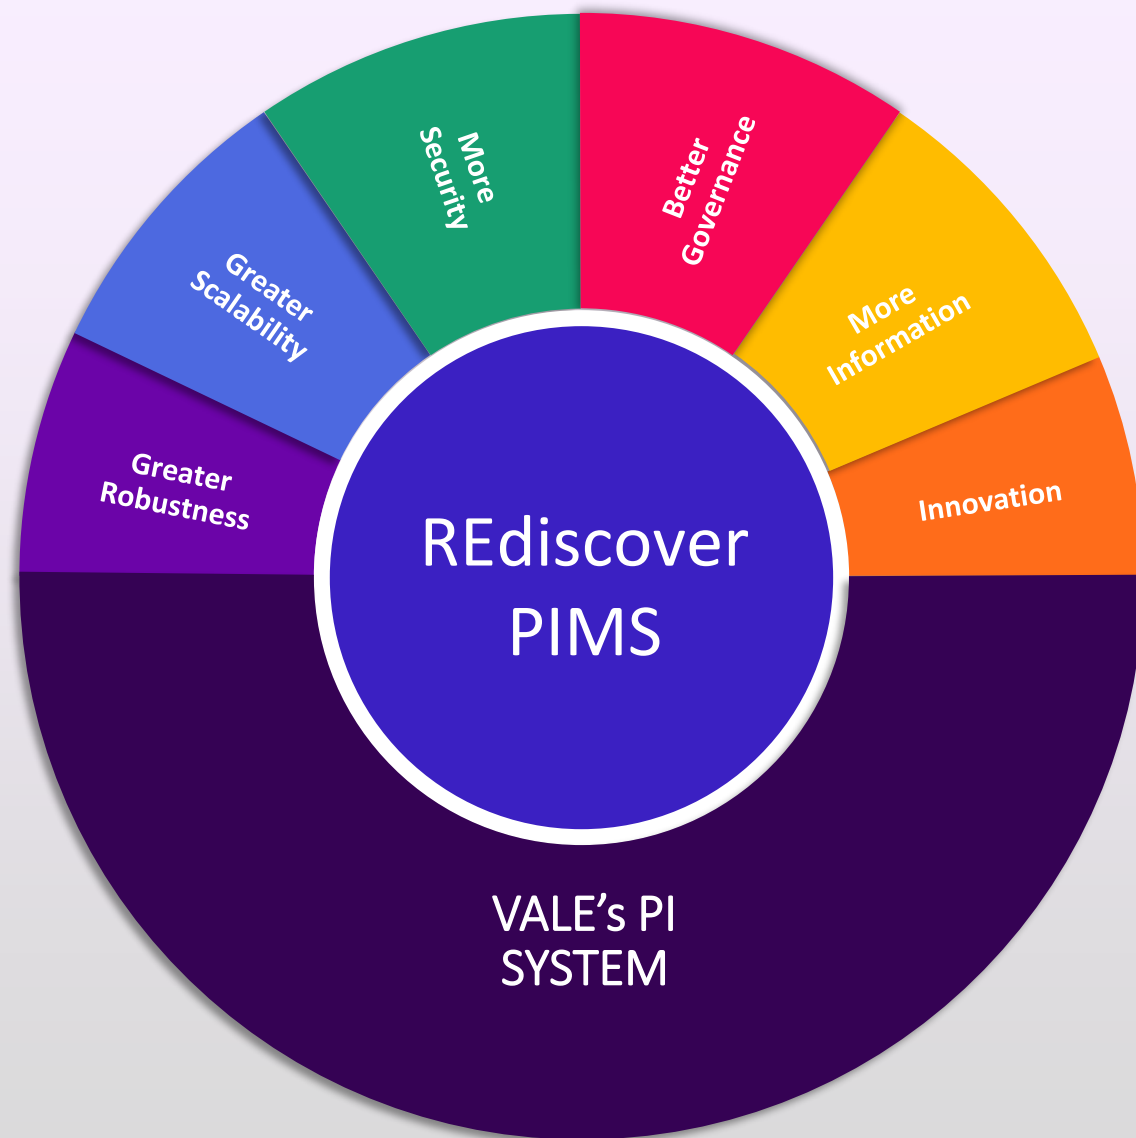 Greater
Robustness
Greater
Scalability
More
Security
Better
Governance
More
Information
Innovation
REdiscover
PIMS
VALE’s PI
SYSTEM